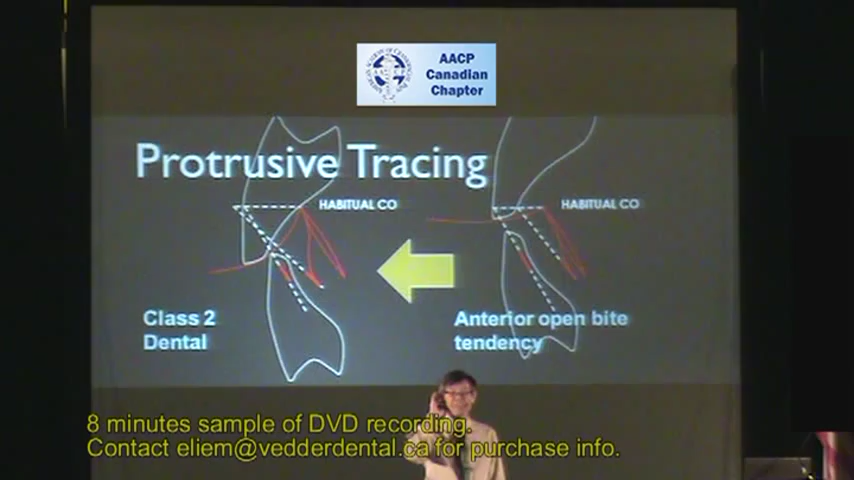 AACP
Canadian
Chapter
Protrusive Tracing
HABITUAL CO
HABITUAL CO
Class 2
Dental
Anterior open bite
tendency
8 minutes sample of DVD recording.
Contact eliem@vedderdental.ca for purchase info.